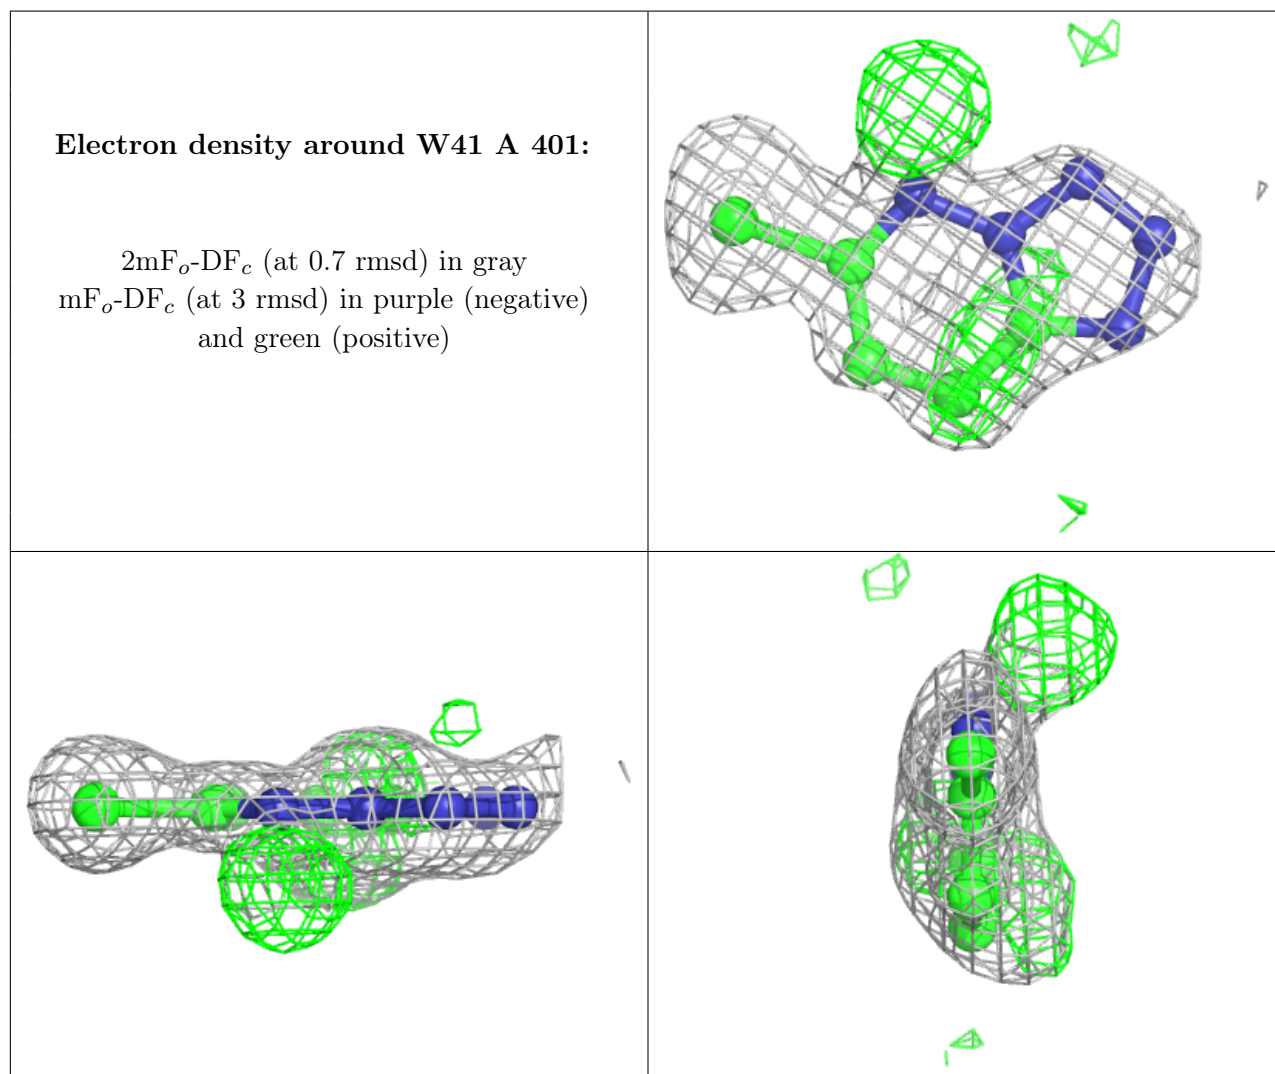 Electron density around W41 A 401:
2mFo-DFc (at 0.7 rmsd) in gray
mFo-DFc (at 3 rmsd) in purple (negative)
and green (positive)